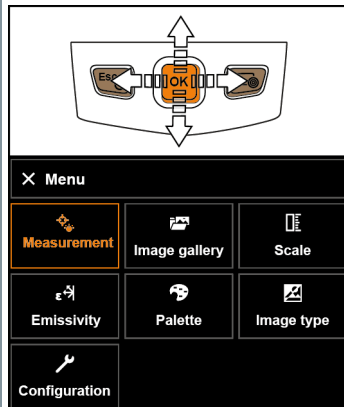 Esc
OK
× Menu
Measurement
Image gallery
Scale
ε
Emissivity
Palette
Image type
Configuration